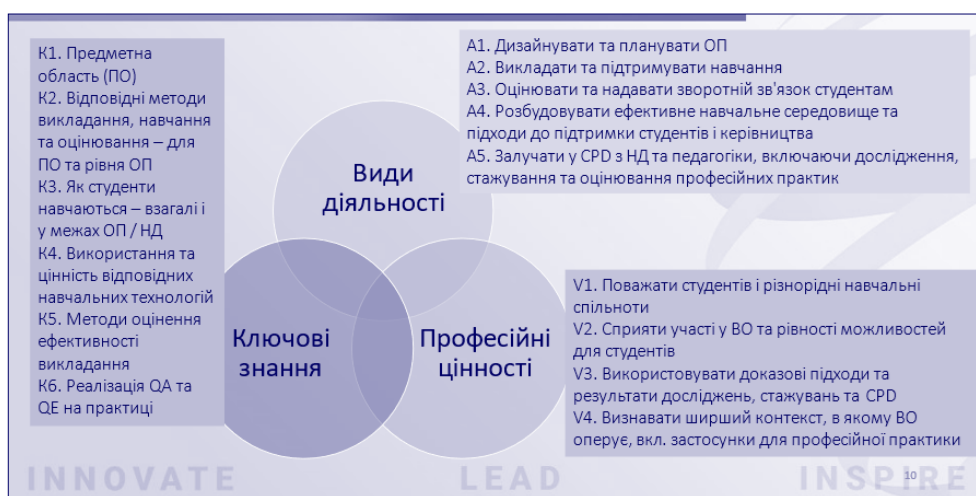 К1. Предметна
область (ПО)
К2. Відповідні методи
викладання, навчання
та оцінювання – для
ПО та рівня ОП
К3. Як студенти
навчаються – взагалі і
у межах ОП / НД
К4. Використання та
цінність відповідних
навчальних технологій
К5. Методи оцінення
ефективності
викладання
К6. Реалізація QA та
QE на практиці
А1. Дизайнувати та планувати ОП
А2. Викладати та підтримувати навчання
А3. Оцінювати та надавати зворотній зв'язок студентам
А4. Розбудовувати ефективне навчальне середовище та
підходи до підтримки студентів і керівництва
А5. Залучати у CPD з НД та педагогіки, включаючи дослідження,
стажування та оцінювання професійних практик
Види
діяльності
Ключові
знання
Професійні
цінності
V1. Поважати студентів і різнорідні навчальні
спільноти
V2. Сприяти участі у ВО та рівності можливостей
для студентів
V3. Використовувати доказові підходи та
результати досліджень, стажувань та CPD
V4. Визнавати ширший контекст, в якому ВО
оперує, вкл. застосунки для професійної практики
INNOVATE LEAD INSPIRE
10